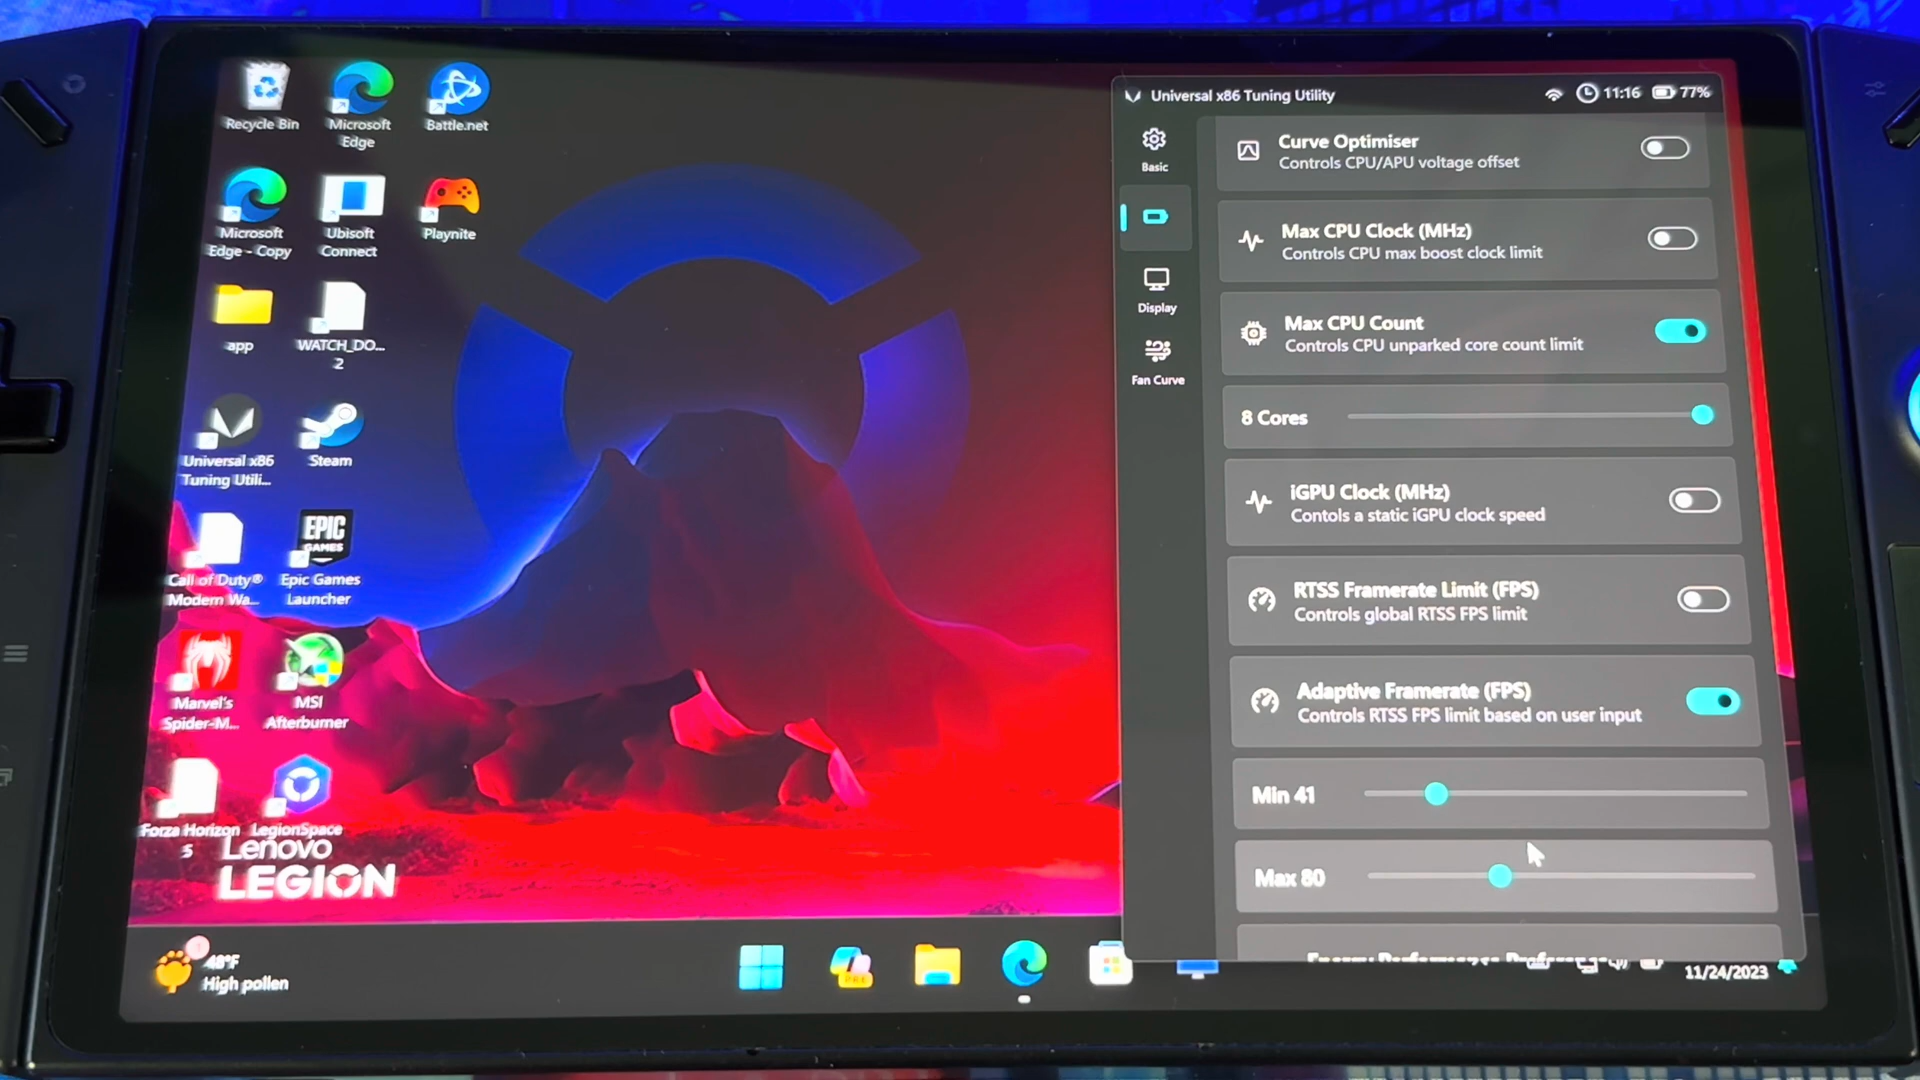 Recycle Bin
Microsoft
Edge
Battle.net
Microsoft
Edge - Copy
Ubisoft
Connect
Playnite
app
WATCH_DO...
2
Universal x86
Tuning Utili...
Steam
EPIC
GAMES
Call of Duty®
Modern Wa...
Epic Games
Launcher
Marvel's
Spider-M...
MSI
Afterburner
Forza Horizon
5
LegionSpace
Lenovo
LEGION
48°F
High pollen
PRE
11/24/2023
Universal x86 Tuning Utility
11:16
77%
Basic
Display
Fan Curve
Curve Optimiser
Controls CPU/APU voltage offset
Max CPU Clock (MHz)
Controls CPU max boost clock limit
Max CPU Count
Controls CPU unparked core count limit
8 Cores
iGPU Clock (MHz)
Contols a static iGPU clock speed
RTSS Framerate Limit (FPS)
Controls global RTSS FPS limit
Adaptive Framerate (FPS)
Controls RTSS FPS limit based on user input
Min 41
Max 80